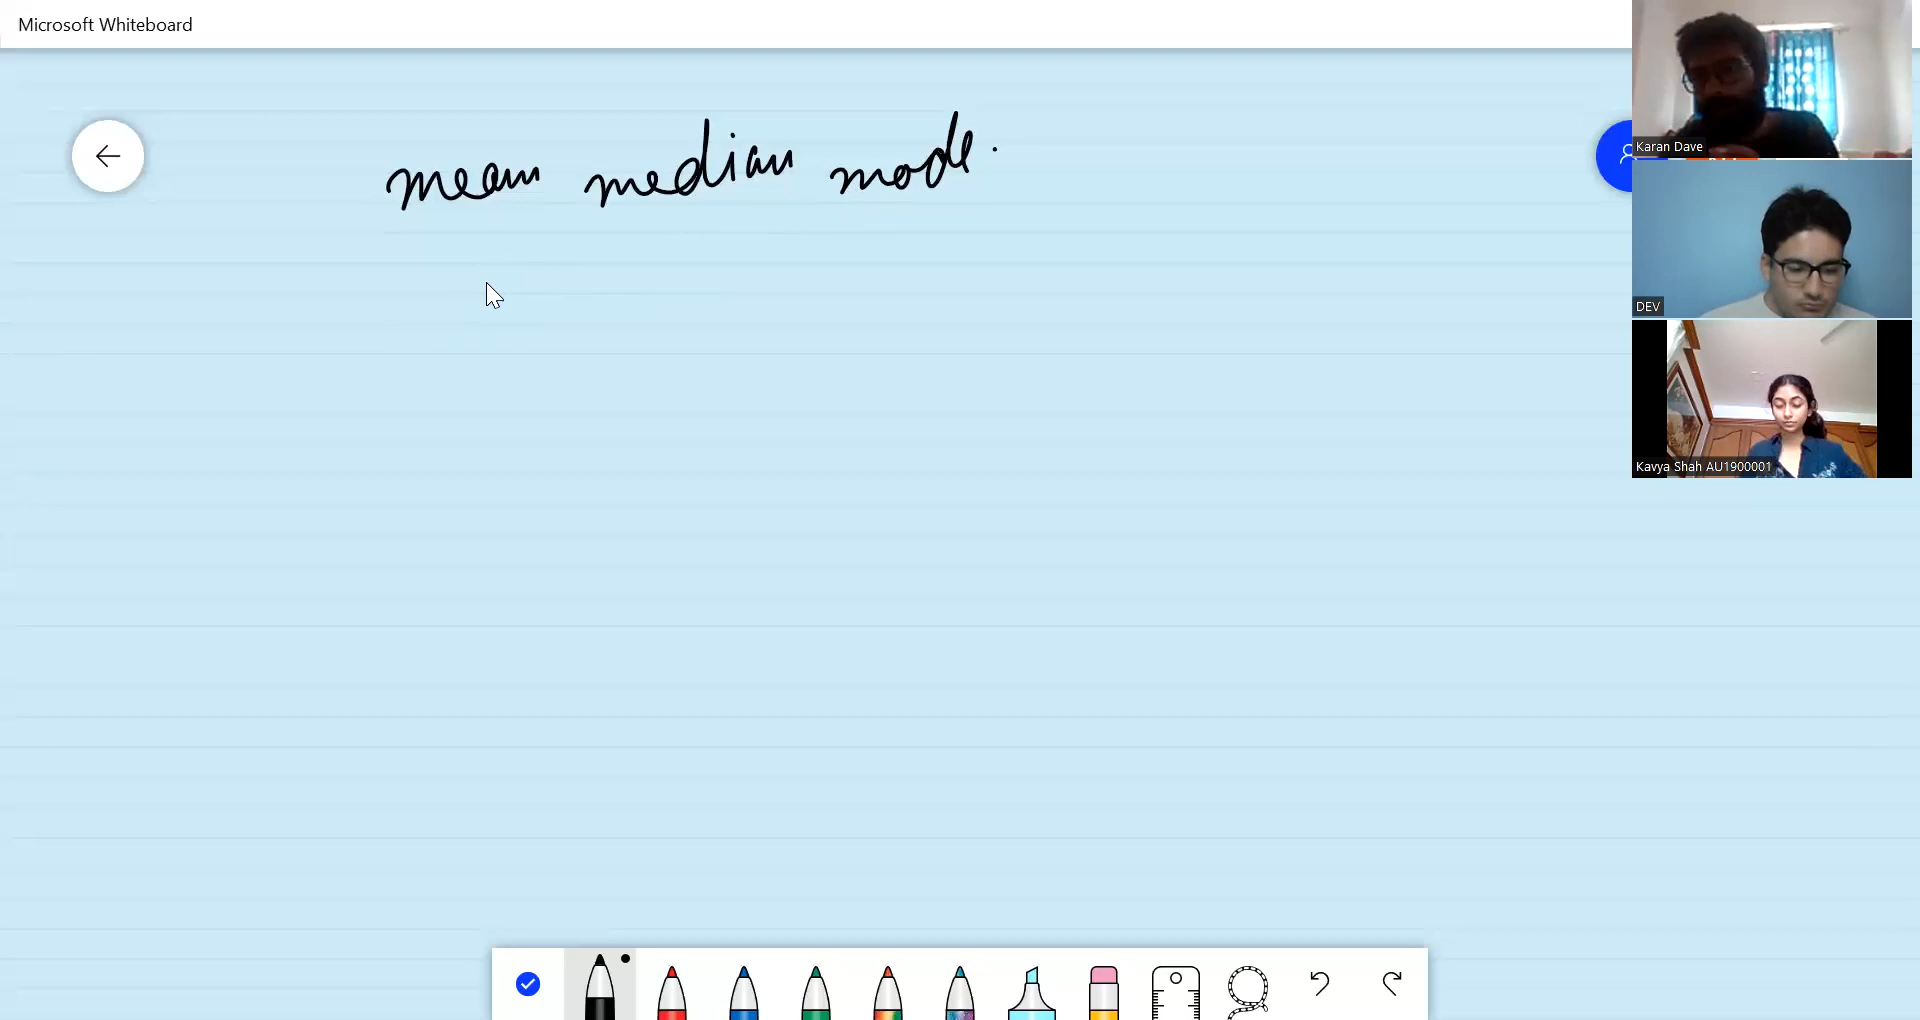 Microsoft Whiteboard
mean median mode.
Karan Dave
DEV
Kavya Shah AU1900001